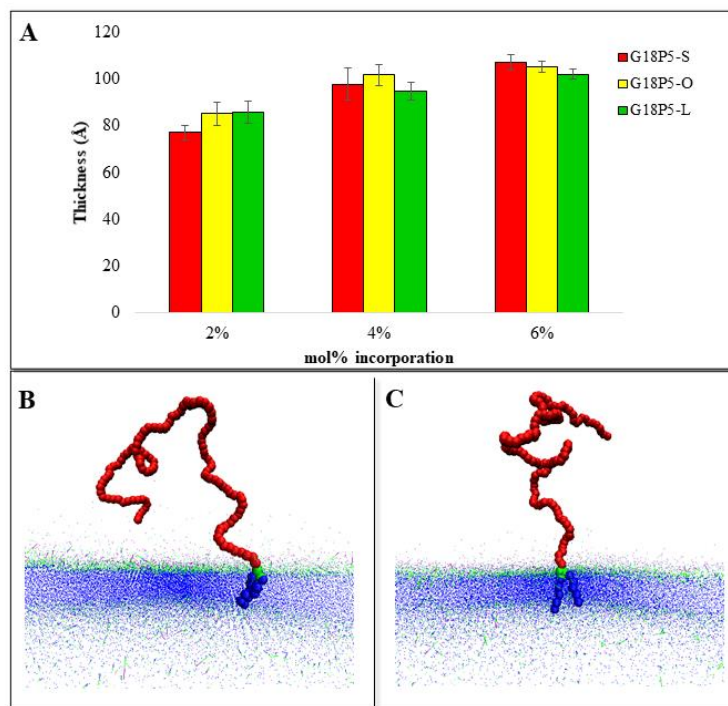 A
120
100
80
60
40
20
0
Thickness (Å)
2%
4%
6%
mol% incorporation
G18P5-S
G18P5-O
G18P5-L
B
C